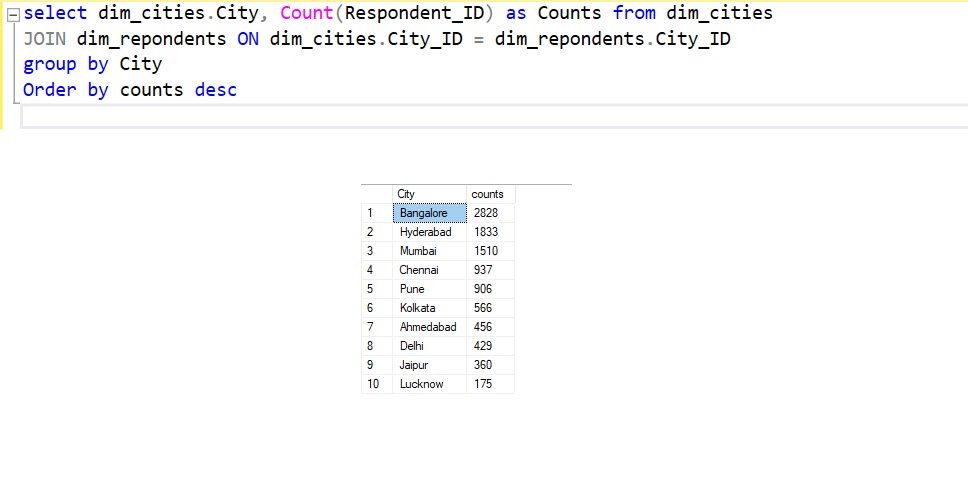 select dim_cities.City, Count(Respondent_ID) as Counts from dim_cities
JOIN dim_repondents ON dim_cities.City_ID = dim_repondents.City_ID
group by City
Order by counts desc
City counts
1 Bangalore 2828
2 Hyderabad 1833
3 Mumbai 1510
4 Chennai 937
5 Pune 906
6 Kolkata 566
7 Ahmedabad 456
8 Delhi 429
9 Jaipur 360
10 Lucknow 175